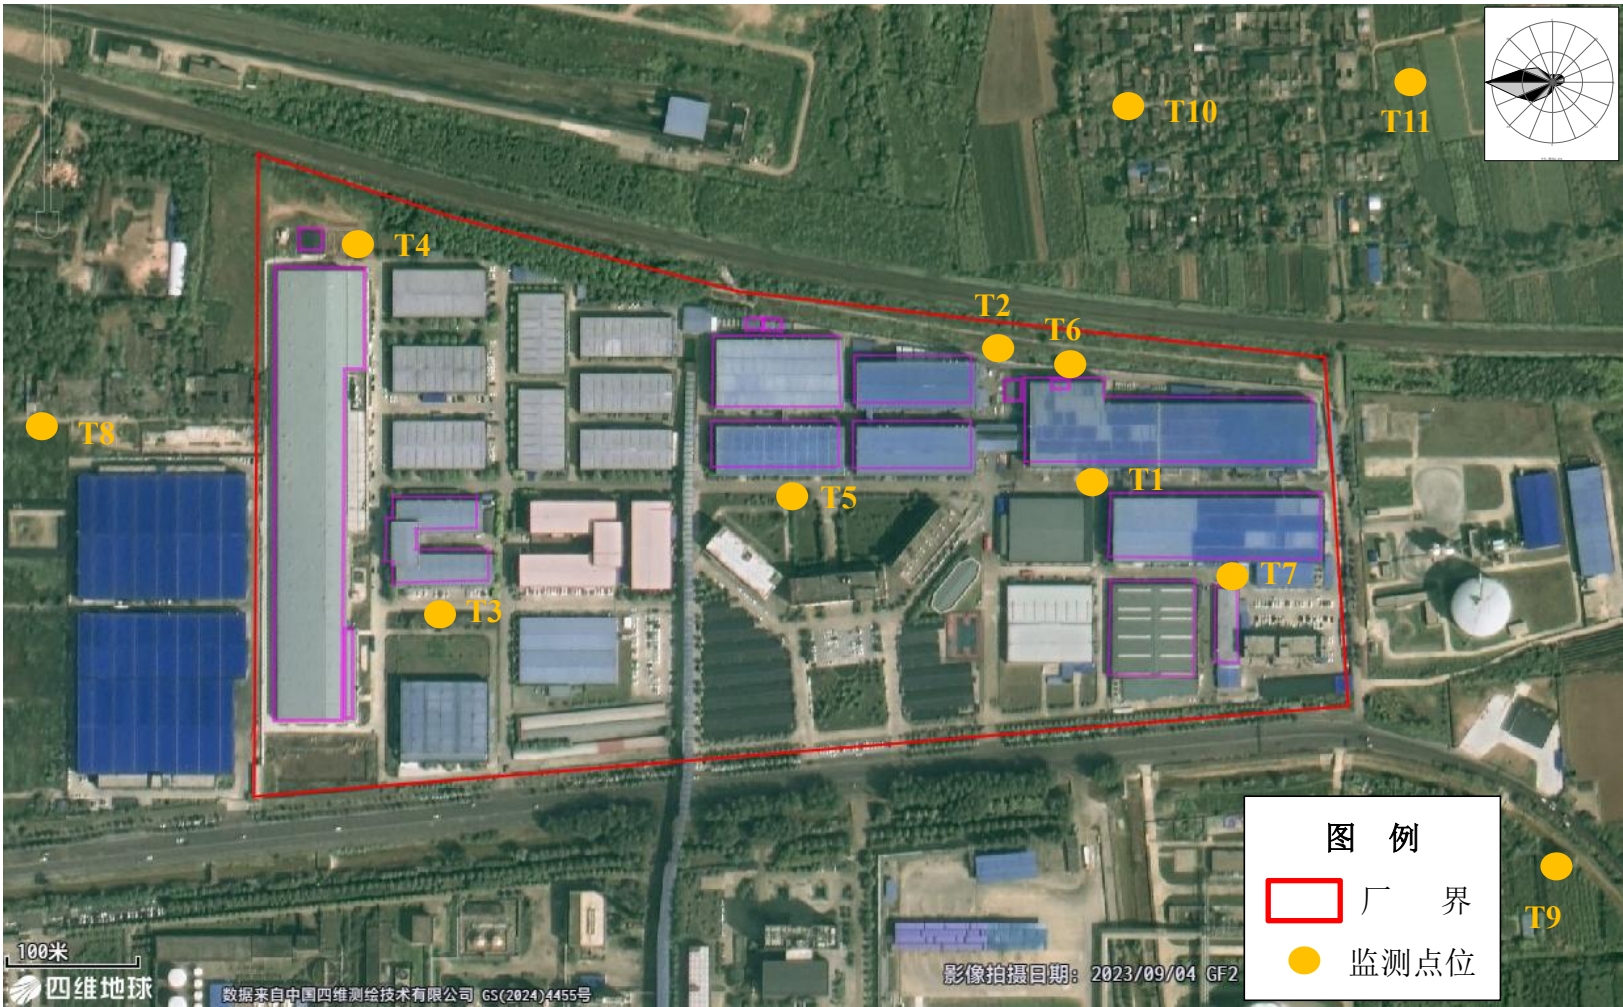 T10
T11
T4
T2
T6
T8
T5
T1
T7
T3
图 例
厂 界
监测点位
T9
100米
四维地球
数据来自中国四维测绘技术有限公司 GS(2024)4455号
影像拍摄日期: 2023/09/04 GF2